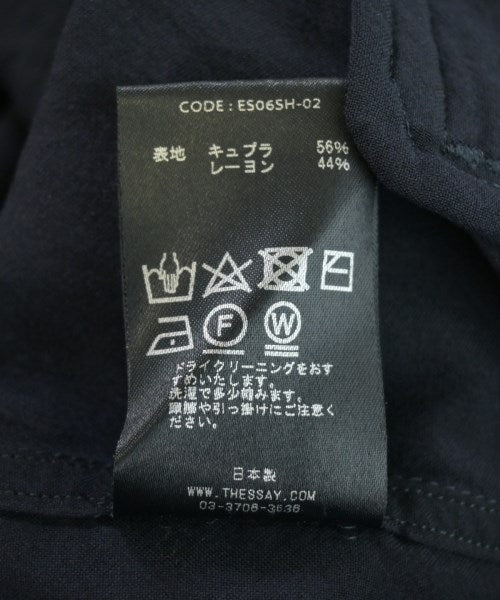 CODE : ES06SH-02
表地 キュプラ 56%
レーヨン 44%
F W
ドライクリーニングをおす
すめいたします。
洗濯で多少縮みます。
摩擦や引っ掛けにご注意く
ださい。
日本製
WWW.THESSAY.COM
03-3706-3636